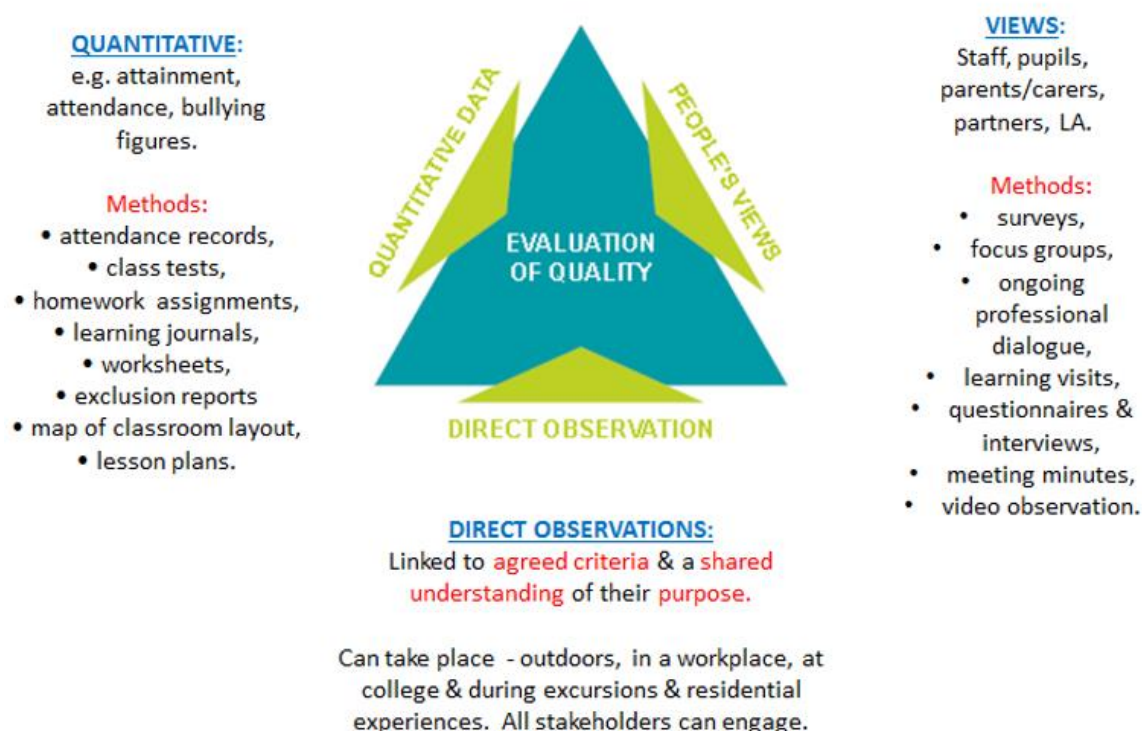 QUANTITATIVE:
e.g. attainment,
attendance, bullying
figures.
Methods:
• attendance records,
• class tests,
• homework assignments,
• learning journals,
• worksheets,
• exclusion reports
• map of classroom layout,
• lesson plans.
QUANTITATIVE DATA
PEOPLE'S VIEWS
EVALUATION
OF QUALITY
DIRECT OBSERVATION
VIEWS:
Staff, pupils,
parents/carers,
partners, LA.
Methods:
• surveys,
• focus groups,
• ongoing
professional
dialogue,
• learning visits,
• questionnaires &
interviews,
• meeting minutes,
• video observation.
DIRECT OBSERVATIONS:
Linked to agreed criteria & a shared
understanding of their purpose.
Can take place - outdoors, in a workplace, at
college & during excursions & residential
experiences. All stakeholders can engage.